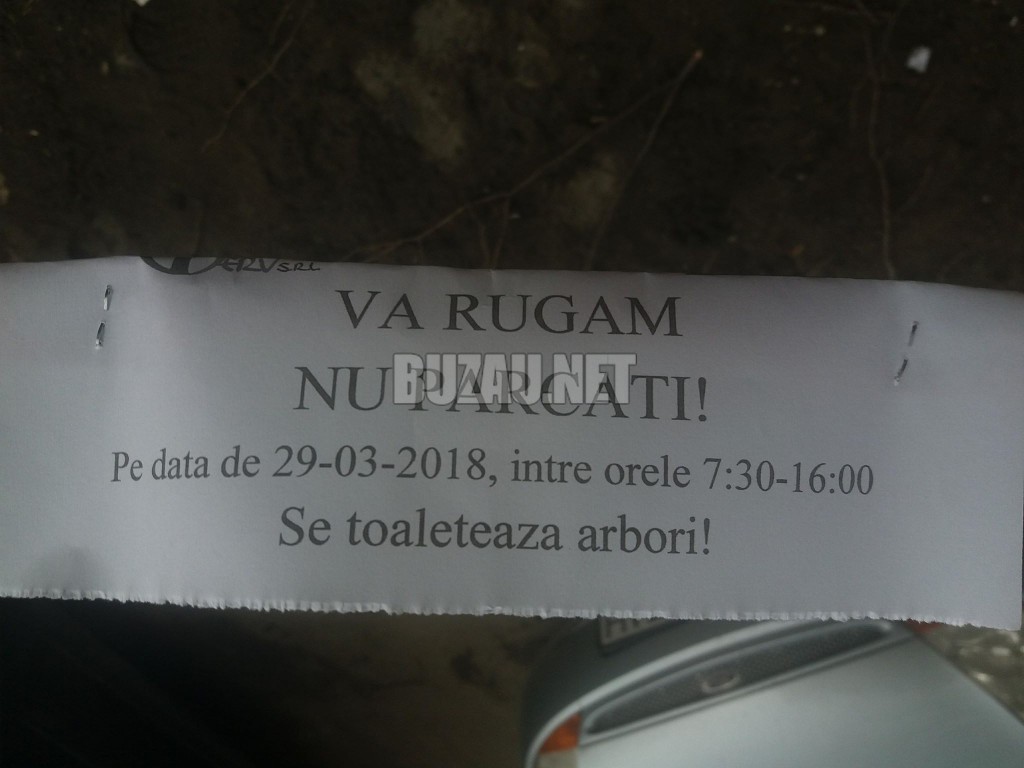 SERV S.R.L
VA RUGAM
NU PARCATI!
BUZAU.NET
Pe data de 29-03-2018, intre orele 7:30-16:00
Se toaleteaza arbori!